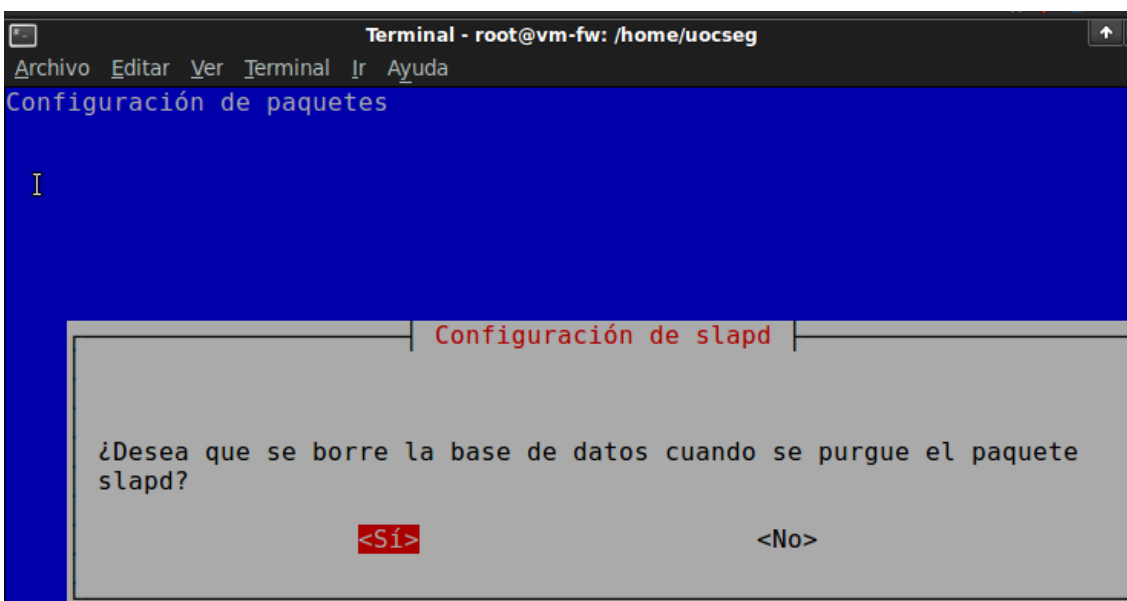 Terminal - root@vm-fw: /home/uocseg
Archivo Editar Ver Terminal Ir Ayuda
Configuración de paquetes
Configuración de slapd
¿Desea que se borre la base de datos cuando se purgue el paquete
slapd?
<Sí> <No>